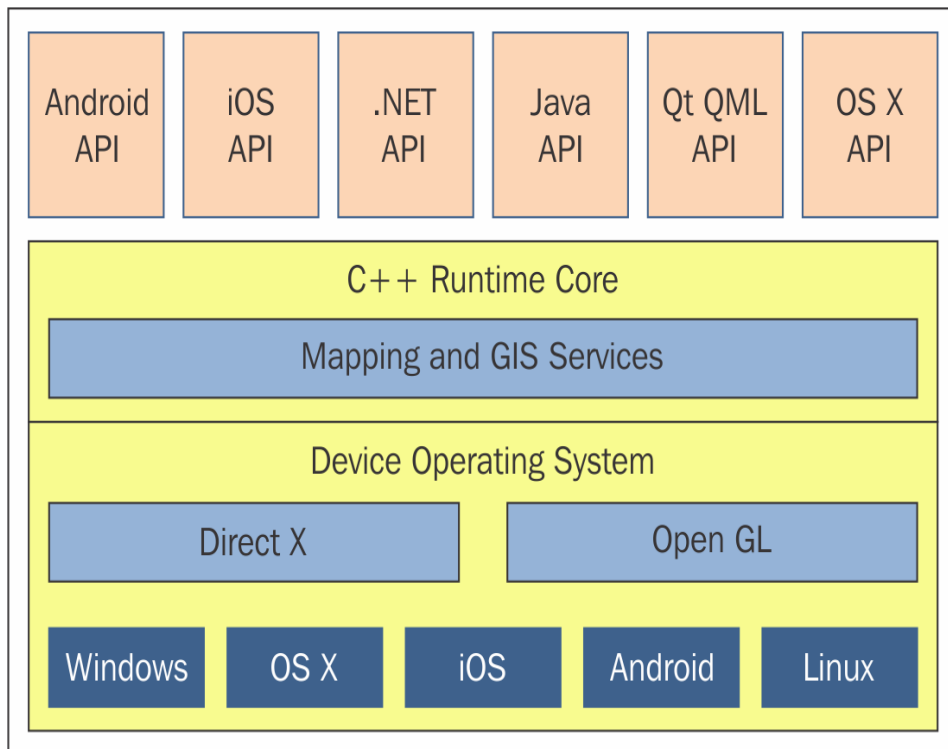 Android API
iOS API
.NET API
Java API
Qt QML API
OS X API
C++ Runtime Core
Mapping and GIS Services
Device Operating System
Direct X
Open GL
Windows
OS X
iOS
Android
Linux